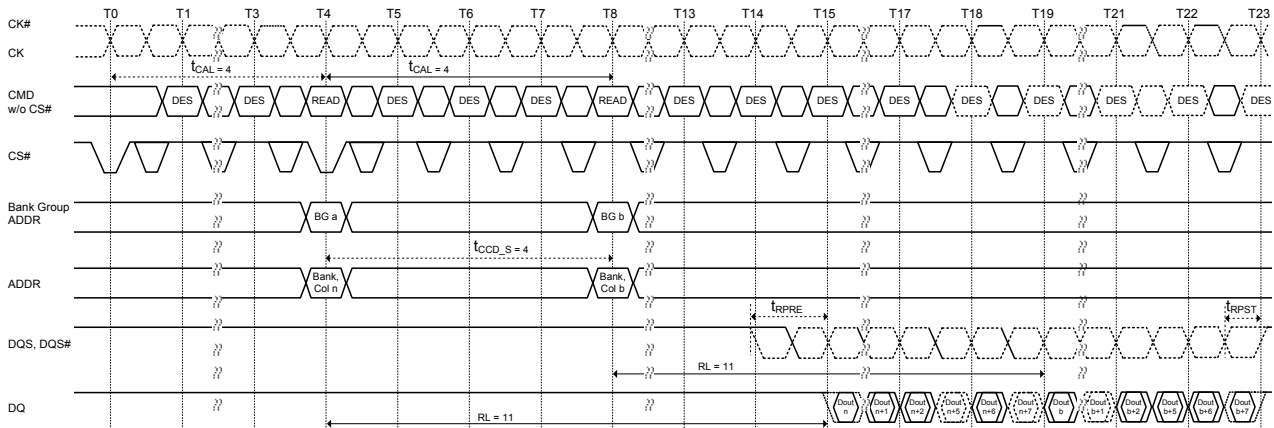 T0 T1 T3 T4 T5 T6 T7 T8 T13 T14 T15 T17 T18 T19 T21 T22 T23
CK#
CK
tCAL = 4 tCAL = 4
CMD
w/o CS#
DES DES READ DES DES DES READ DES DES DES DES DES DES DES DES DES
CS#
Bank Group
ADDR
BG a BG b
tCCD_S = 4
ADDR
Bank,
Col n
Bank,
Col b
tRPRE tRPST
DQS, DQS#
RL = 11
DQ
Dout
n
Dout
n+1
Dout
n+2
Dout
n+5
Dout
n+6
Dout
n+7
Dout
b
Dout
b+1
Dout
b+2
Dout
b+5
Dout
b+6
Dout
b+7
RL = 11